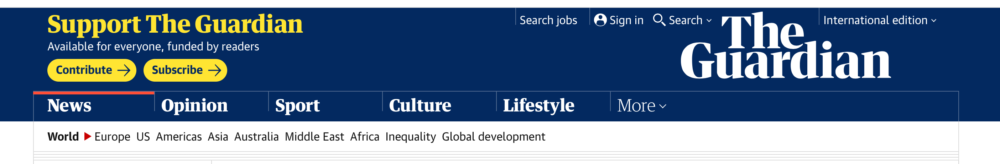 Support The Guardian
Available for everyone, funded by readers
Contribute
Subscribe
Search jobs
Sign in
Search
International edition
The
Guardian
News
Opinion
Sport
Culture
Lifestyle
More
World Europe US Americas Asia Australia Middle East Africa Inequality Global development